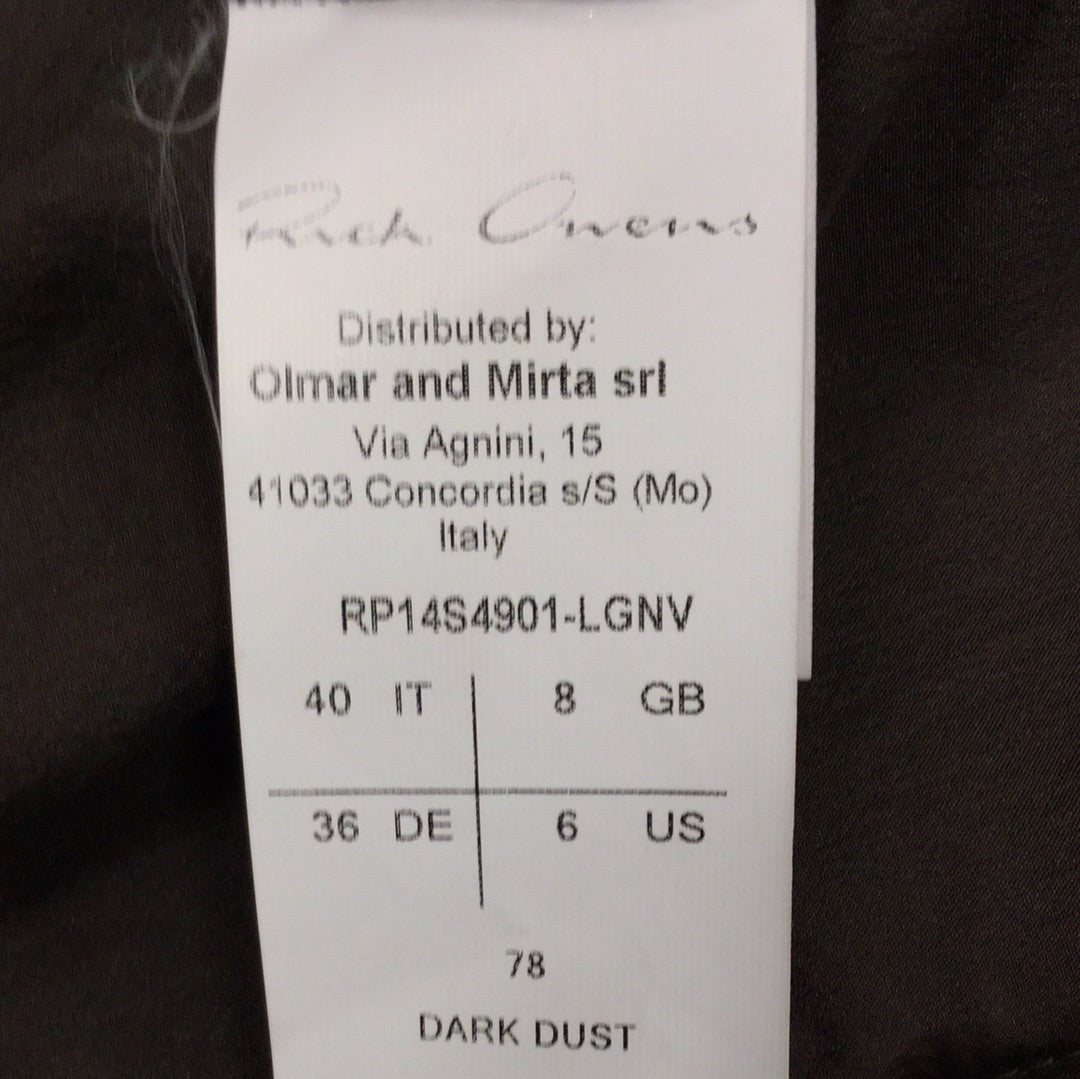 Rick Owens
Distributed by:
Olmar and Mirta srl
Via Agnini, 15
41033 Concordia s/S (Mo)
Italy
RP14S4901-LGNV
40 IT 8 GB
36 DE 6 US
78
DARK DUST